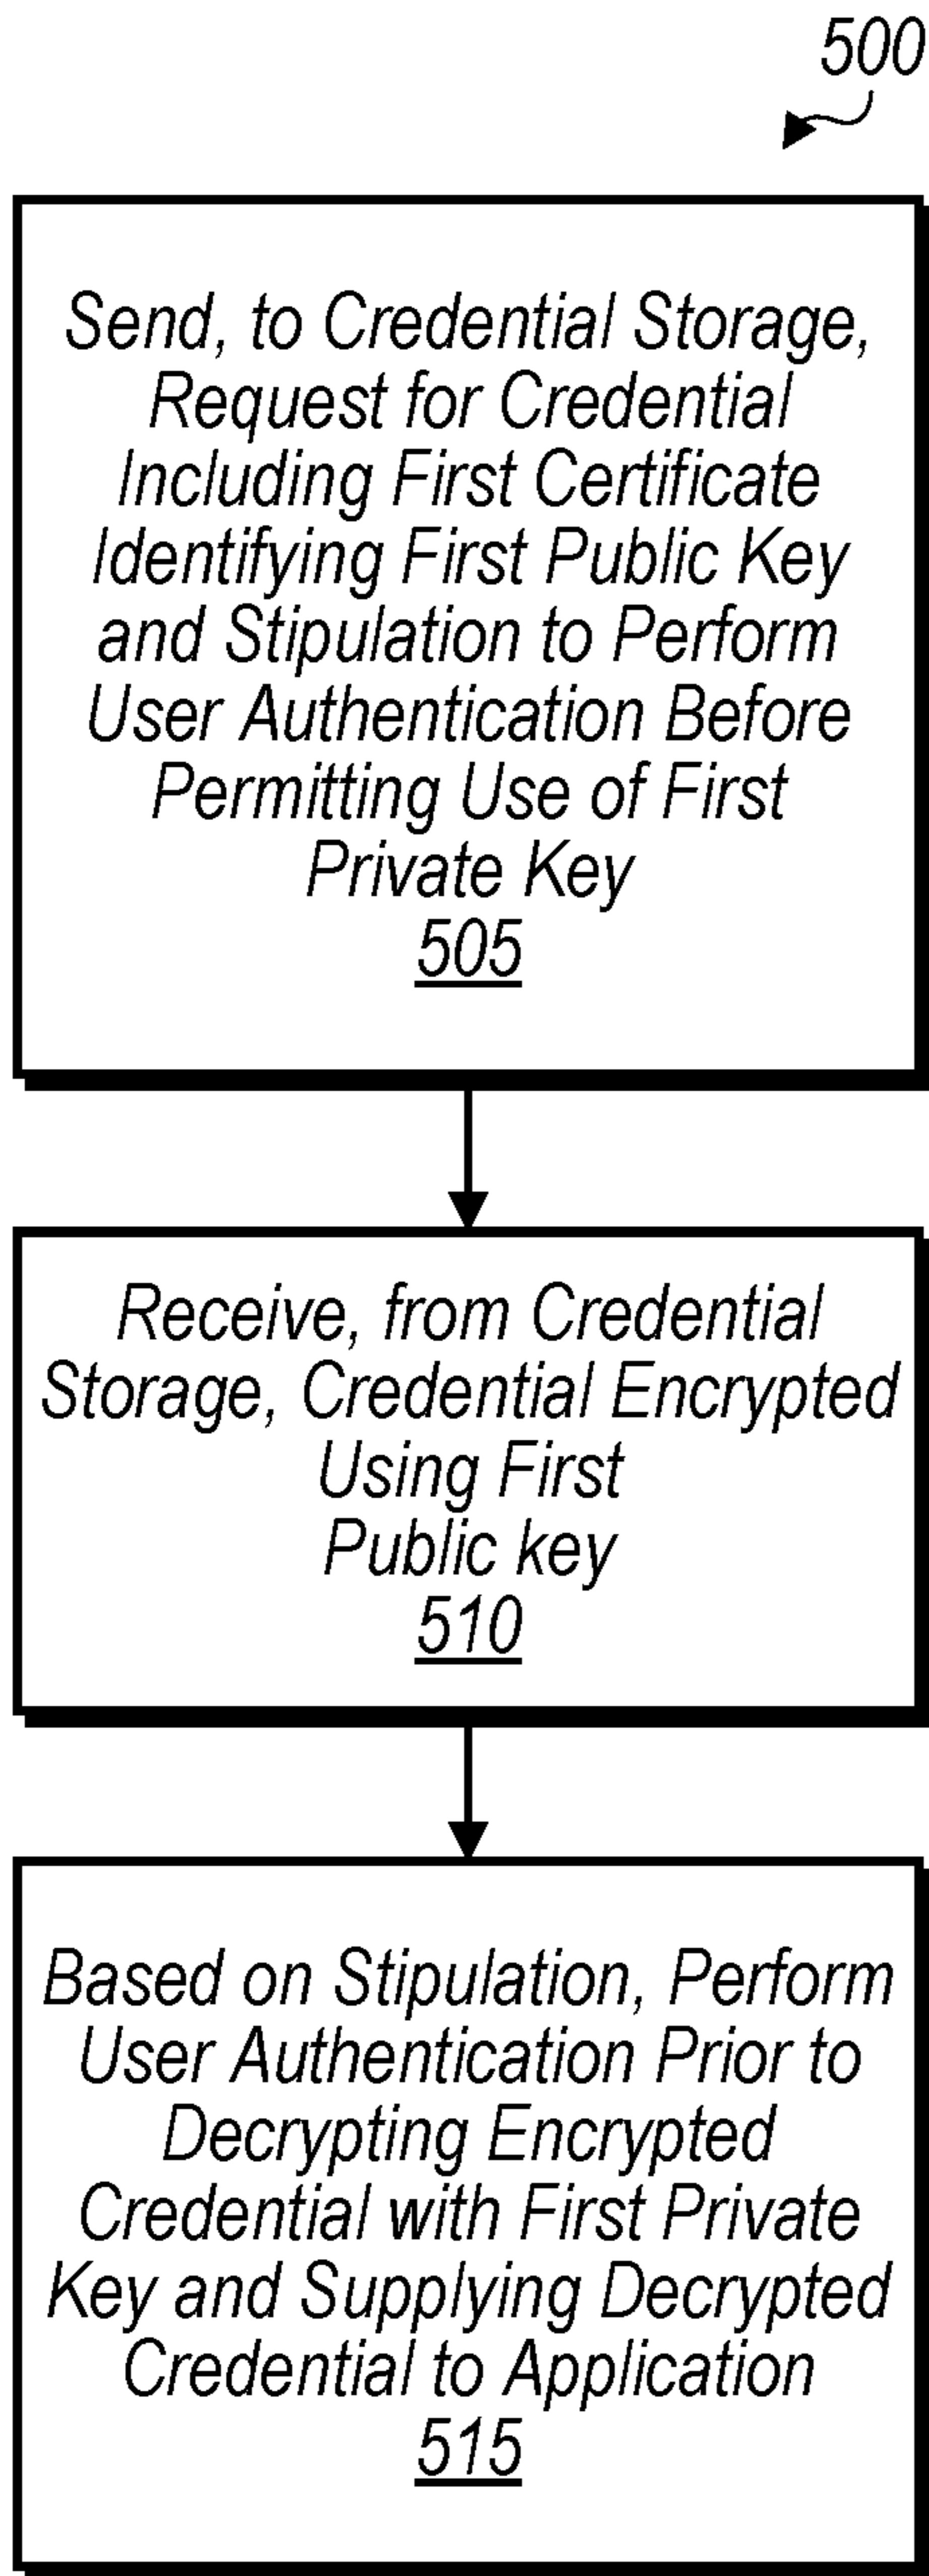 500
Send, to Credential Storage,
Request for Credential
Including First Certificate
Identifying First Public Key
and Stipulation to Perform
User Authentication Before
Permitting Use of First
Private Key
505
Receive, from Credential
Storage, Credential Encrypted
Using First
Public key
510
Based on Stipulation, Perform
User Authentication Prior to
Decrypting Encrypted
Credential with First Private
Key and Supplying Decrypted
Credential to Application
515